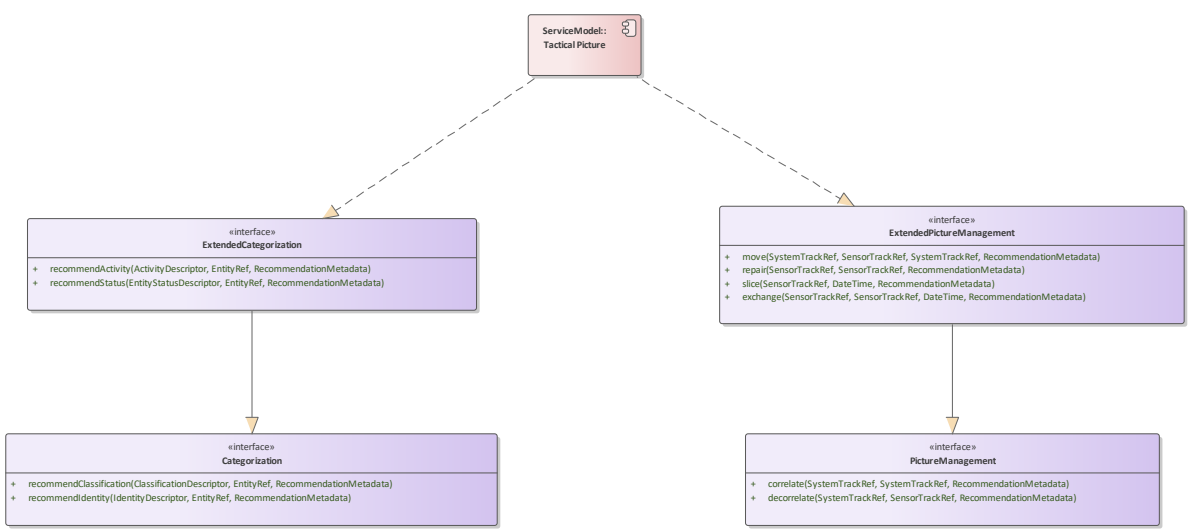 ServiceModel::
Tactical Picture
«interface»
ExtendedCategorization
+ recommendActivity(ActivityDescriptor, EntityRef, RecommendationMetadata)
+ recommendStatus(EntityStatusDescriptor, EntityRef, RecommendationMetadata)
«interface»
ExtendedPictureManagement
+ move(SystemTrackRef, SensorTrackRef, SystemTrackRef, RecommendationMetadata)
+ repair(SensorTrackRef, SensorTrackRef, RecommendationMetadata)
+ slice(SensorTrackRef, DateTime, RecommendationMetadata)
+ exchange(SensorTrackRef, SensorTrackRef, DateTime, RecommendationMetadata)
«interface»
Categorization
+ recommendClassification(ClassificationDescriptor, EntityRef, RecommendationMetadata)
+ recommendIdentity(IdentityDescriptor, EntityRef, RecommendationMetadata)
«interface»
PictureManagement
+ correlate(SystemTrackRef, SystemTrackRef, RecommendationMetadata)
+ decorrelate(SystemTrackRef, SensorTrackRef, RecommendationMetadata)